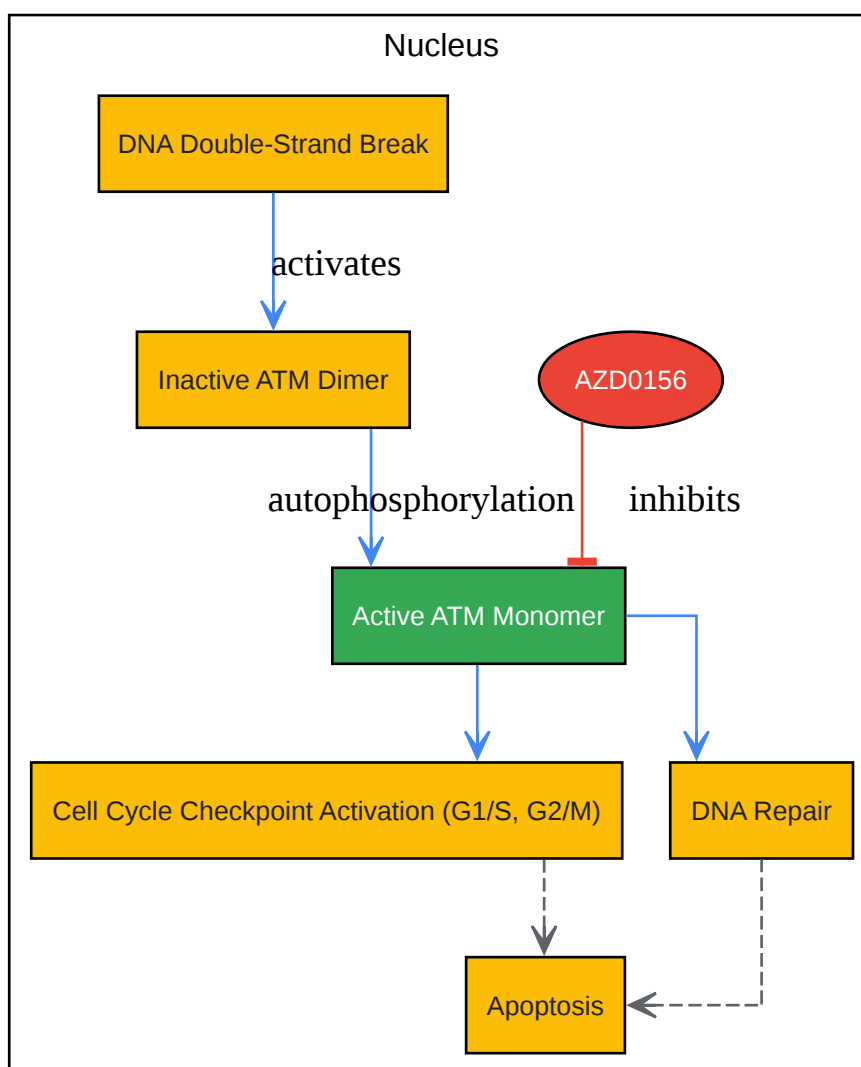 Nucleus
DNA Double-Strand Break
activates
Inactive ATM Dimer
AZD0156
autophosphorylation
inhibits
Active ATM Monomer
Cell Cycle Checkpoint Activation (G1/S, G2/M)
DNA Repair
Apoptosis